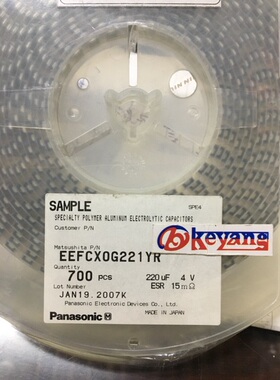 SAMPLE
SPE4
SPECIALTY POLYMER ALUMINUM ELECTROLYTIC CAPACITORS
Customer P/N
Matsushita P/N
EEFCX0G221YR
Quantity
700 pcs 220uF 4 V
Lot Number ESR 15mΩ
JAN19.2007K
Panasonic Electronic Devices Co., Ltd.
Panasonic MADE IN JAPAN
keyang